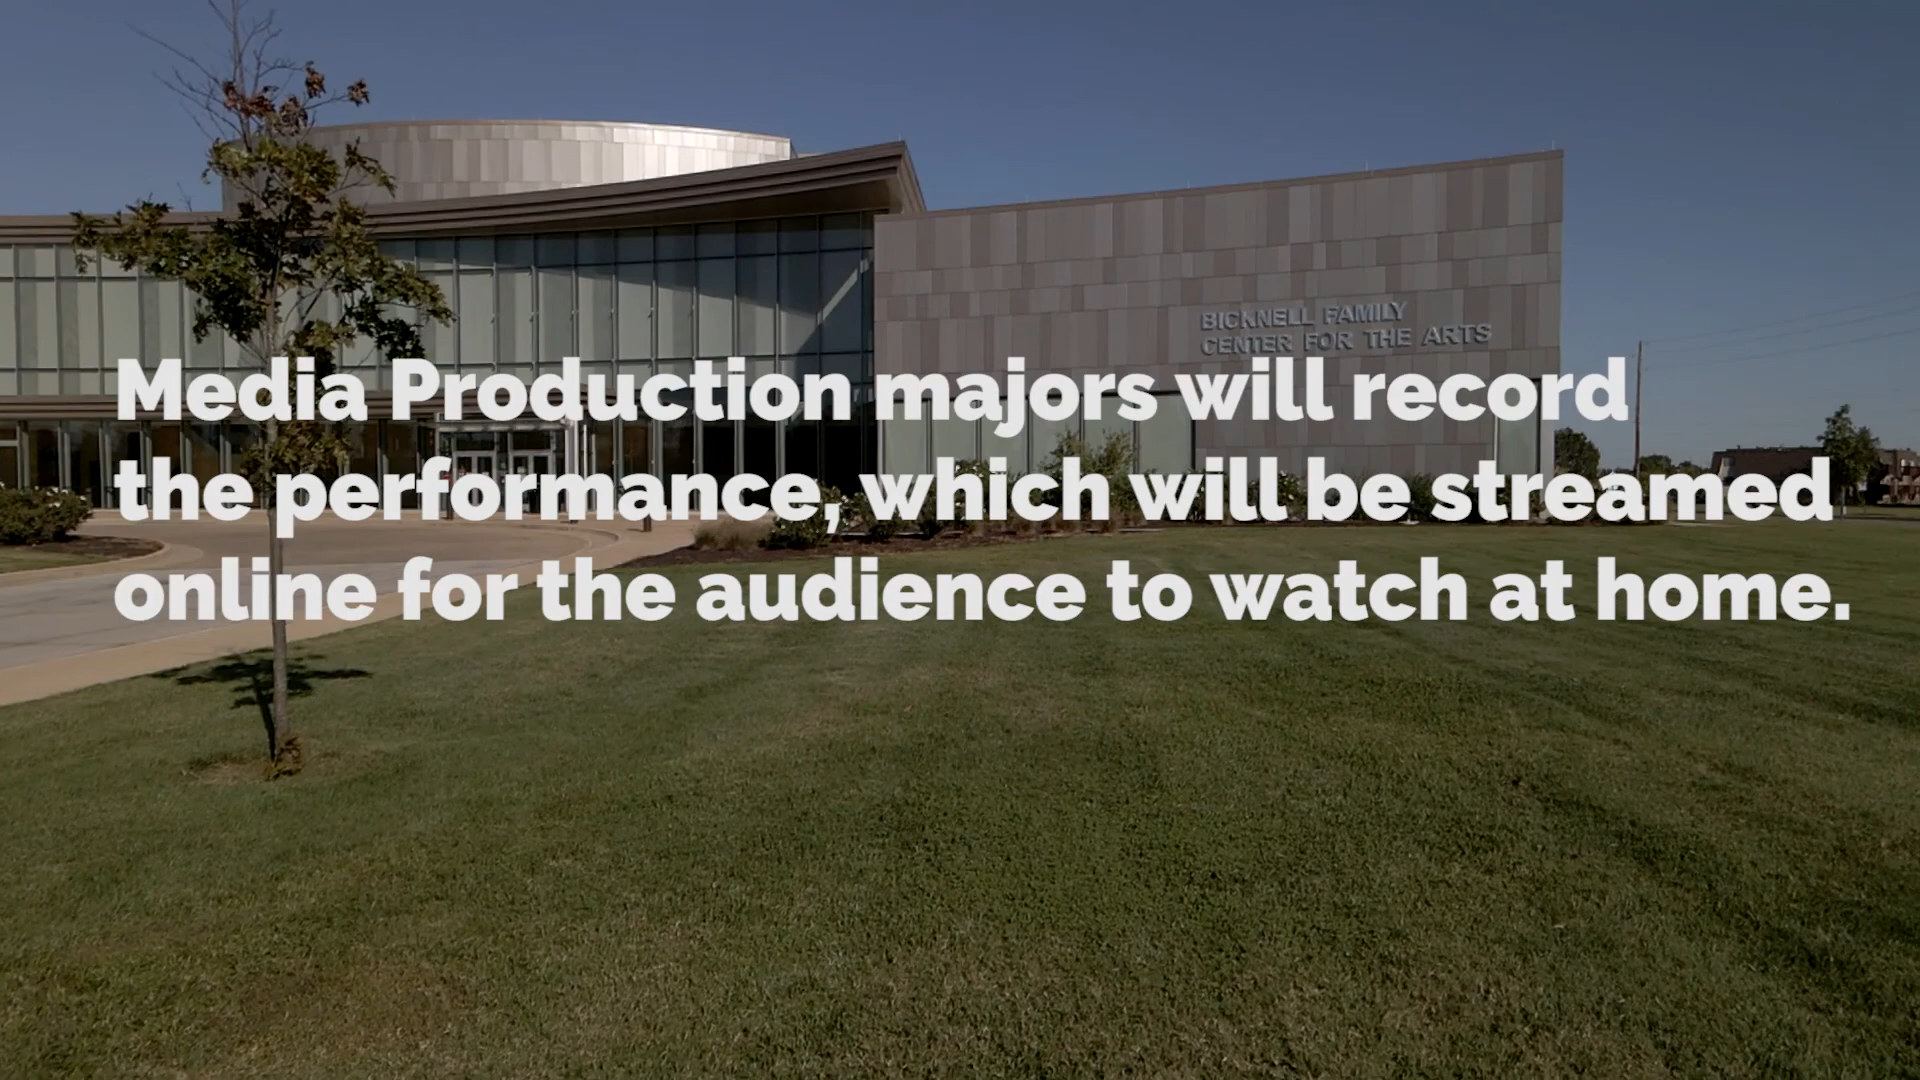 BICKNELL FAMILY
CENTER FOR THE ARTS
Media Production majors will record
the performance, which will be streamed
online for the audience to watch at home.